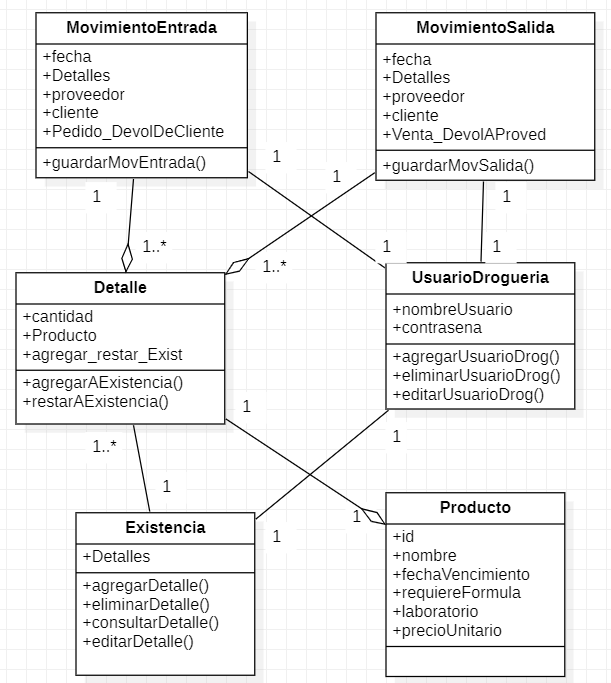 MovimientoEntrada
+fecha
+Detalles
+proveedor
+cliente
+Pedido_DevolDeCliente
+guardarMovEntrada()
MovimientoSalida
+fecha
+Detalles
+proveedor
+cliente
+Venta_DevolAProved
+guardarMovSalida()
1
1
1
1
1..*
1..*
1
1
Detalle
+cantidad
+Producto
+agregar_restar_Exist
+agregarAExistencia()
+restarAExistencia()
UsuarioDrogueria
+nombreUsuario
+contrasena
+agregarUsuarioDrog()
+eliminarUsuarioDrog()
+editarUsuarioDrog()
1
1
1..*
1
1
1
Existencia
+Detalles
+agregarDetalle()
+eliminarDetalle()
+consultarDetalle()
+editarDetalle()
Producto
+id
+nombre
+fechaVencimiento
+requiereFormula
+laboratorio
+precioUnitario